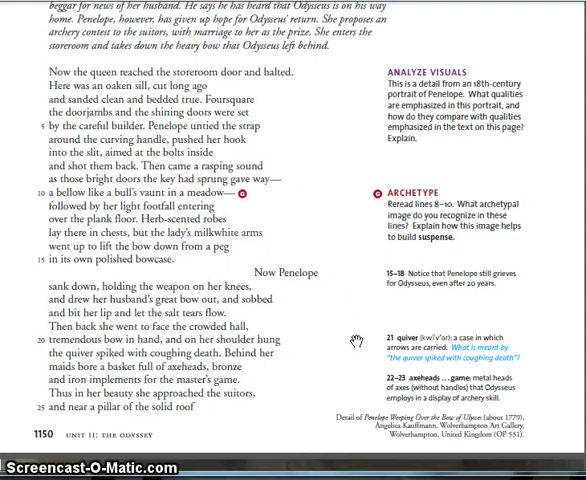 beggar for news of her husband. He says he has heard that Odysseus is on his way
home. Penelope, however, has given up hope for Odysseus' return. She proposes an
archery contest to the suitors, with marriage to her as the prize. She enters the
storeroom and takes down the heavy bow that Odysseus left behind.
Now the queen reached the storeroom door and halted.
Here was an oaken sill, cut long ago
and sanded clean and bedded true. Foursquare
the doorjambs and the shining doors were set
5 by the careful builder. Penelope untied the strap
around the curving handle, pushed her hook
into the slit, aimed at the bolts inside
and shot them back. Then came a rasping sound
as those bright doors the key had sprung gave way—
10 a bellow like a bull's vaunt in a meadow— G
followed by her light footfall entering
over the plank floor. Herb-scented robes
lay there in chests, but the lady's milkwhite arms
went up to lift the bow down from a peg
15 in its own polished bowcase.
Now Penelope
sank down, holding the weapon on her knees,
and drew her husband's great bow out, and sobbed
and bit her lip and let the salt tears flow.
Then back she went to face the crowded hall,
20 tremendous bow in hand, and on her shoulder hung
the quiver spiked with coughing death. Behind her
maids bore a basket full of axeheads, bronze
and iron implements for the master's game.
Thus in her beauty she approached the suitors,
25 and near a pillar of the solid roof
ANALYZE VISUALS
This is a detail from an 18th-century
portrait of Penelope. What qualities
are emphasized in this portrait, and
how do they compare with qualities
emphasized in the text on this page?
Explain.
G ARCHETYPE
Reread lines 8–10. What archetypal
image do you recognize in these
lines? Explain how this image helps
to build suspense.
15–18 Notice that Penelope still grieves
for Odysseus, even after 20 years.
21 quiver (kwĭv'ər): a case in which
arrows are carried. What is meant by
"the quiver spiked with coughing death"?
22–23 axeheads . . . game: metal heads
of axes (without handles) that Odysseus
employs in a display of archery skill.
Detail of Penelope Weeping Over the Bow of Ulysses (about 1779),
Angelica Kauffmann. Wolverhampton Art Gallery,
Wolverhampton, United Kingdom (OP 531).
1150 UNIT 11: THE ODYSSEY
Screencast-O-Matic.com